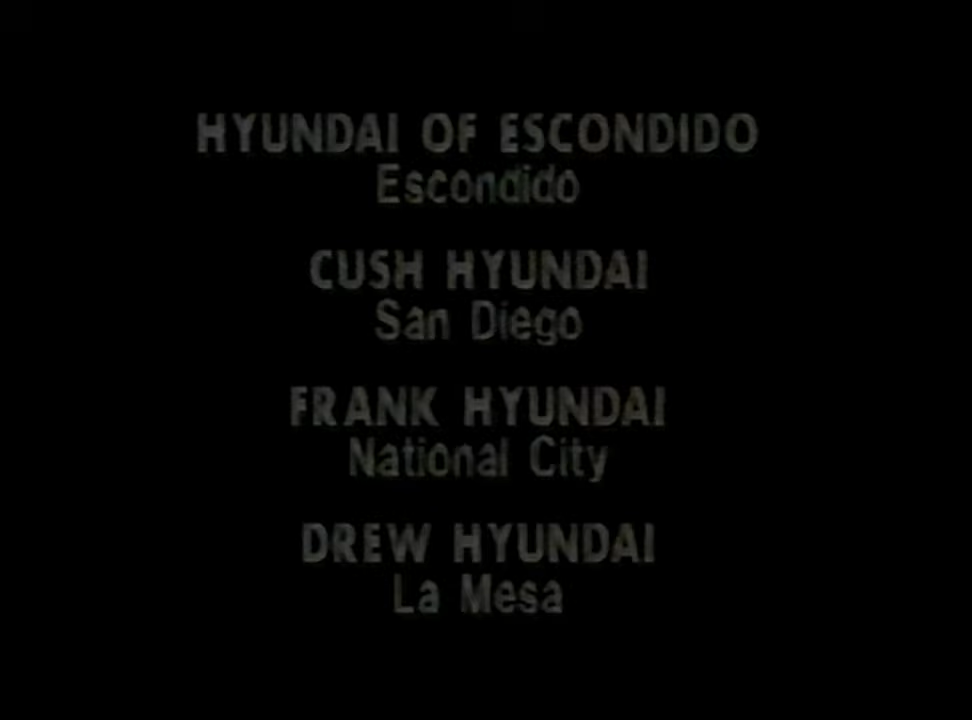 HYUNDAI OF ESCONDIDO
Escondido
CUSH HYUNDAI
San Diego
FRANK HYUNDAI
National City
DREW HYUNDAI
La Mesa